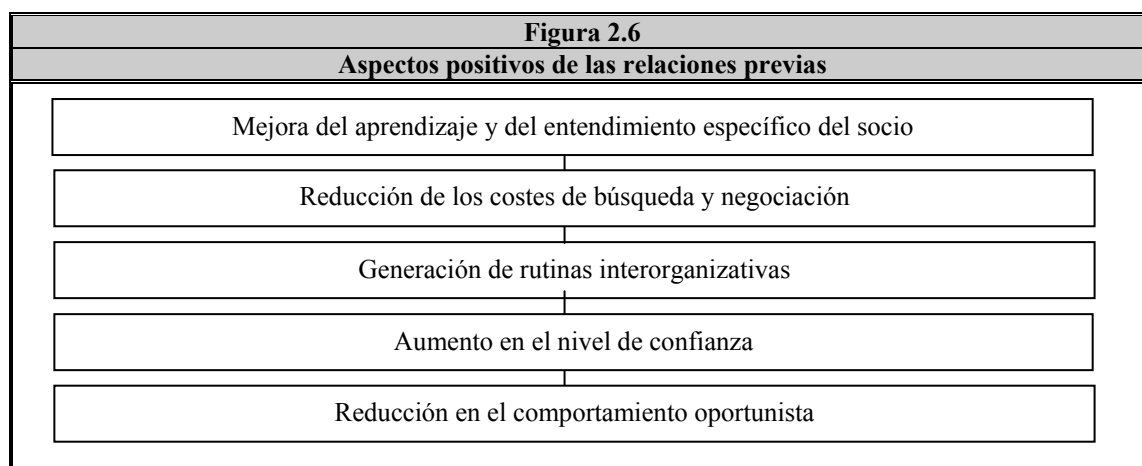 Figura 2.6
Aspectos positivos de las relaciones previas
Mejora del aprendizaje y del entendimiento específico del socio
Reducción de los costes de búsqueda y negociación
Generación de rutinas interorganizativas
Aumento en el nivel de confianza
Reducción en el comportamiento oportunista